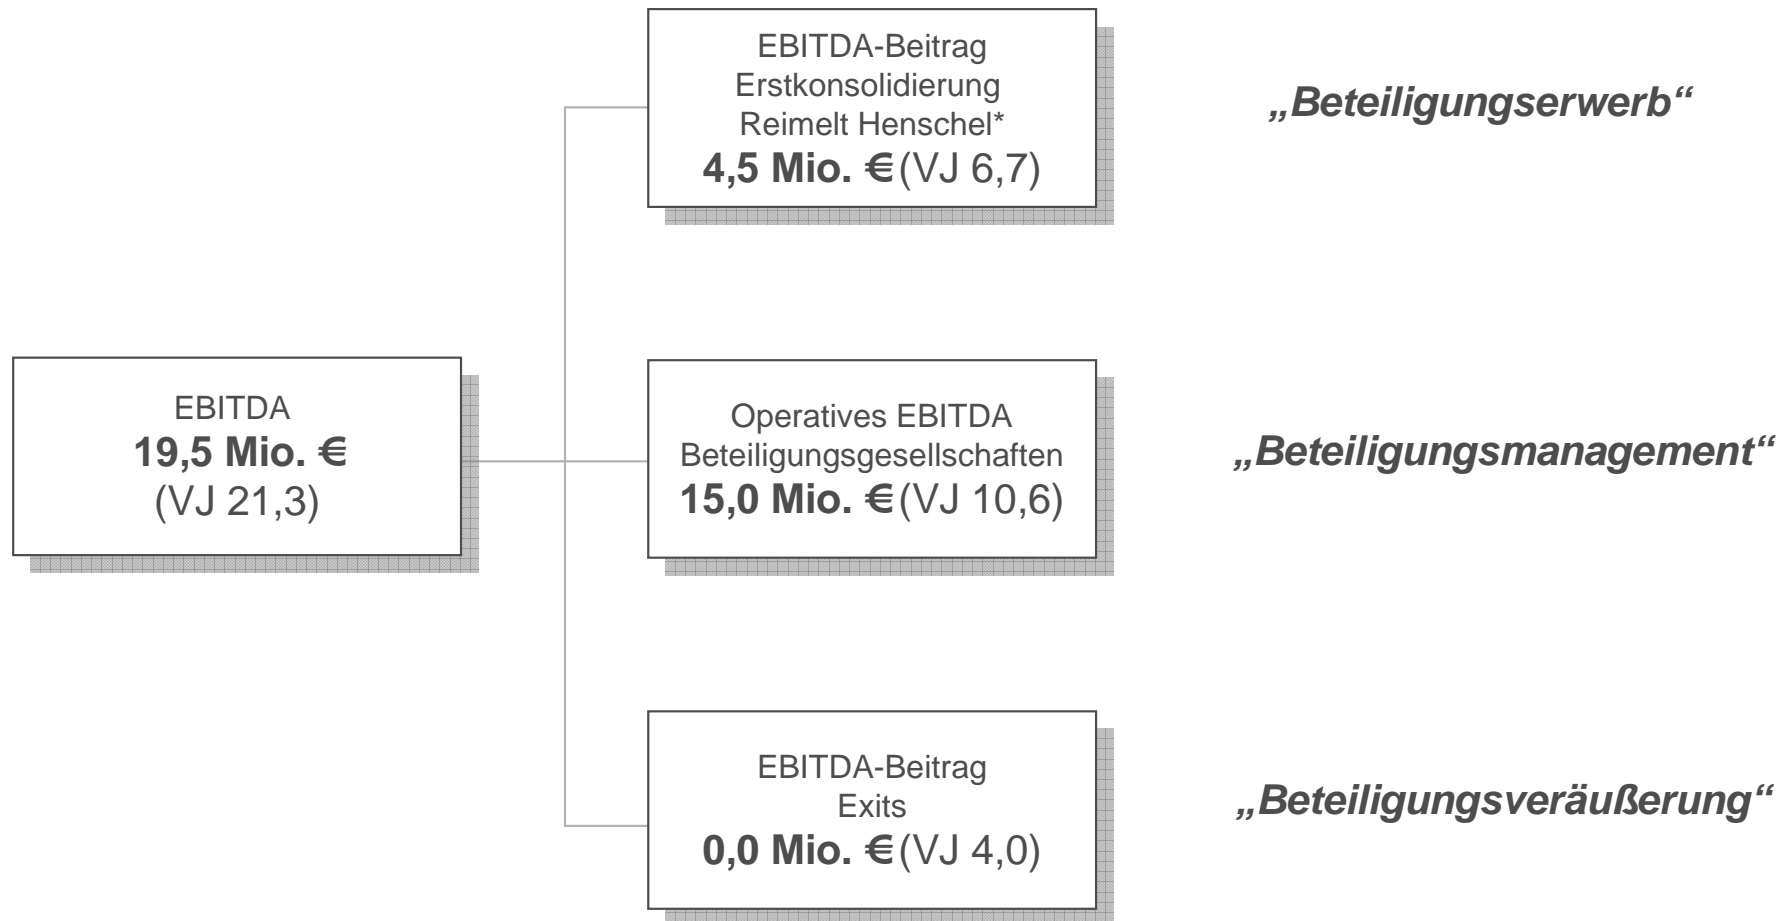 EBITDA-Beitrag
Erstkonsolidierung
Reimelt Henschel*
4,5 Mio. € (VJ 6,7)
„Beteiligungserwerb“
EBITDA
19,5 Mio. €
(VJ 21,3)
Operatives EBITDA
Beteiligungsgesellschaften
15,0 Mio. € (VJ 10,6)
„Beteiligungsmanagement“
EBITDA-Beitrag
Exits
0,0 Mio. € (VJ 4,0)
„Beteiligungsveräußerung“